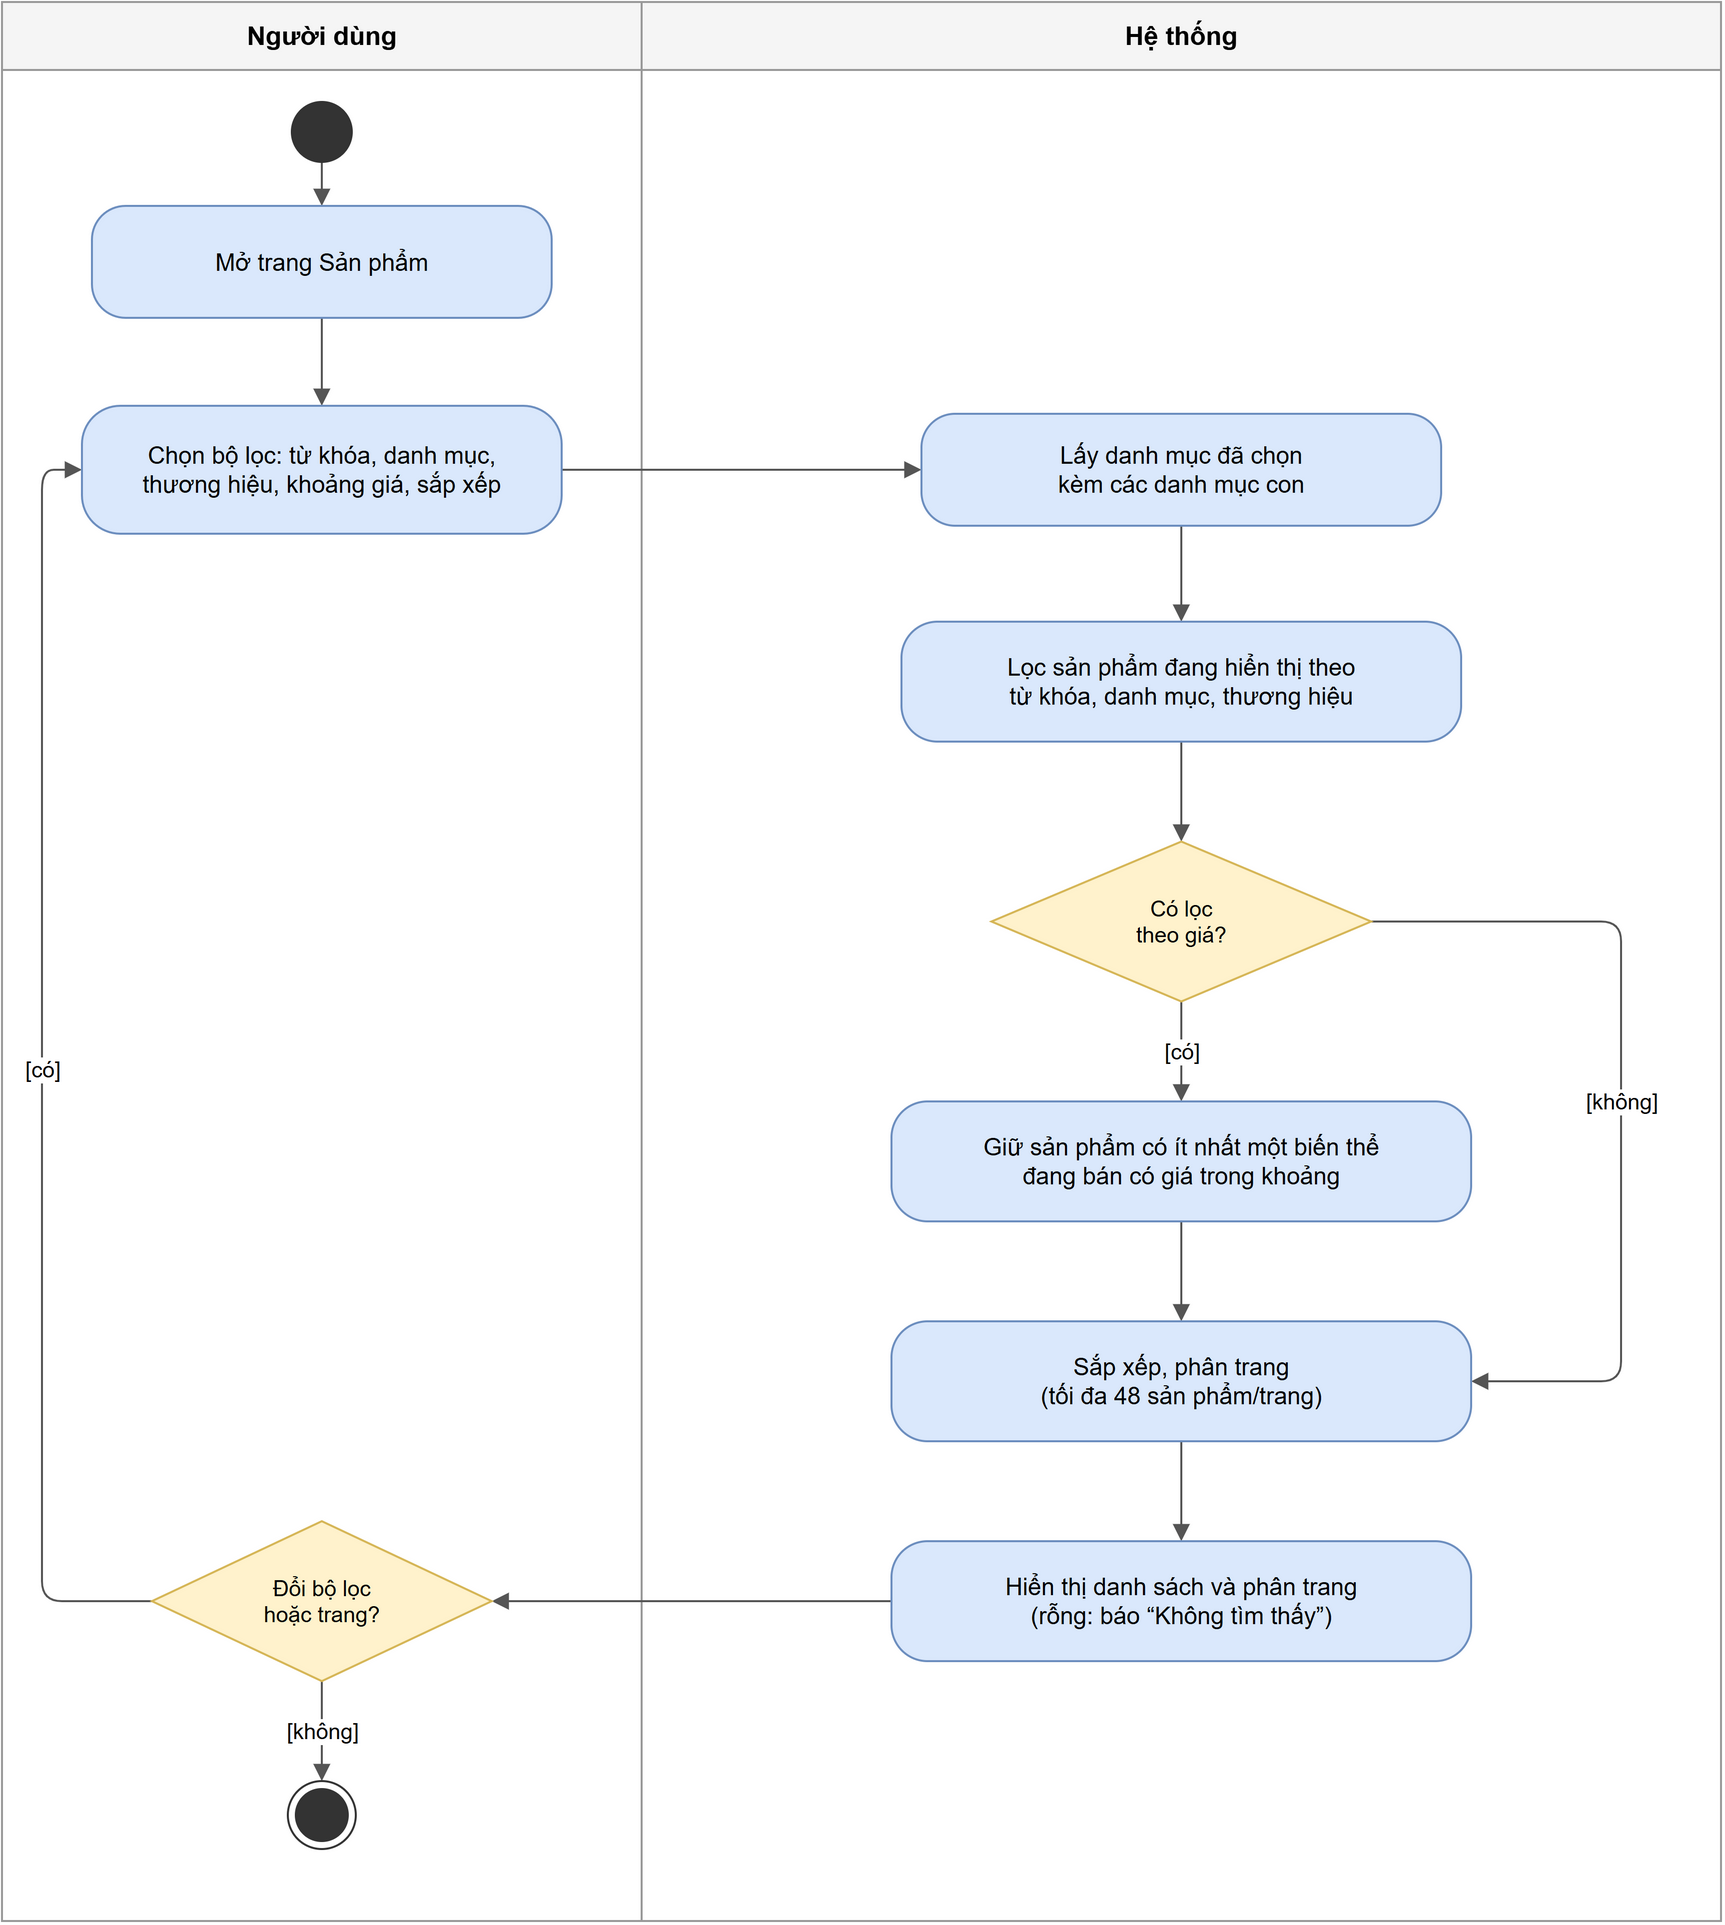 Người dùng
Hệ thống
Mở trang Sản phẩm
Chọn bộ lọc: từ khóa, danh mục,
thương hiệu, khoảng giá, sắp xếp
Lấy danh mục đã chọn
kèm các danh mục con
Lọc sản phẩm đang hiển thị theo
từ khóa, danh mục, thương hiệu
Có lọc
theo giá?
[có]
[có]
[không]
Giữ sản phẩm có ít nhất một biến thể
đang bán có giá trong khoảng
Sắp xếp, phân trang
(tối đa 48 sản phẩm/trang)
Hiển thị danh sách và phân trang
(rỗng: báo “Không tìm thấy”)
Đổi bộ lọc
hoặc trang?
[không]